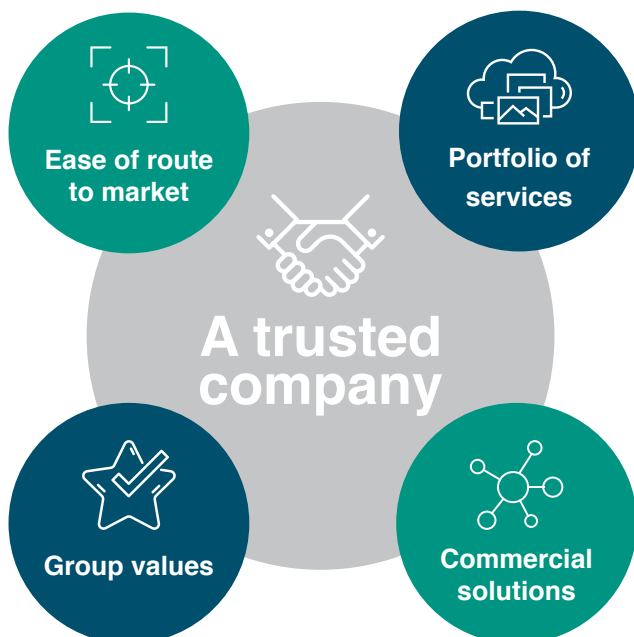 Ease of route
to market
Portfolio of
services
A trusted
company
Group values
Commercial
solutions